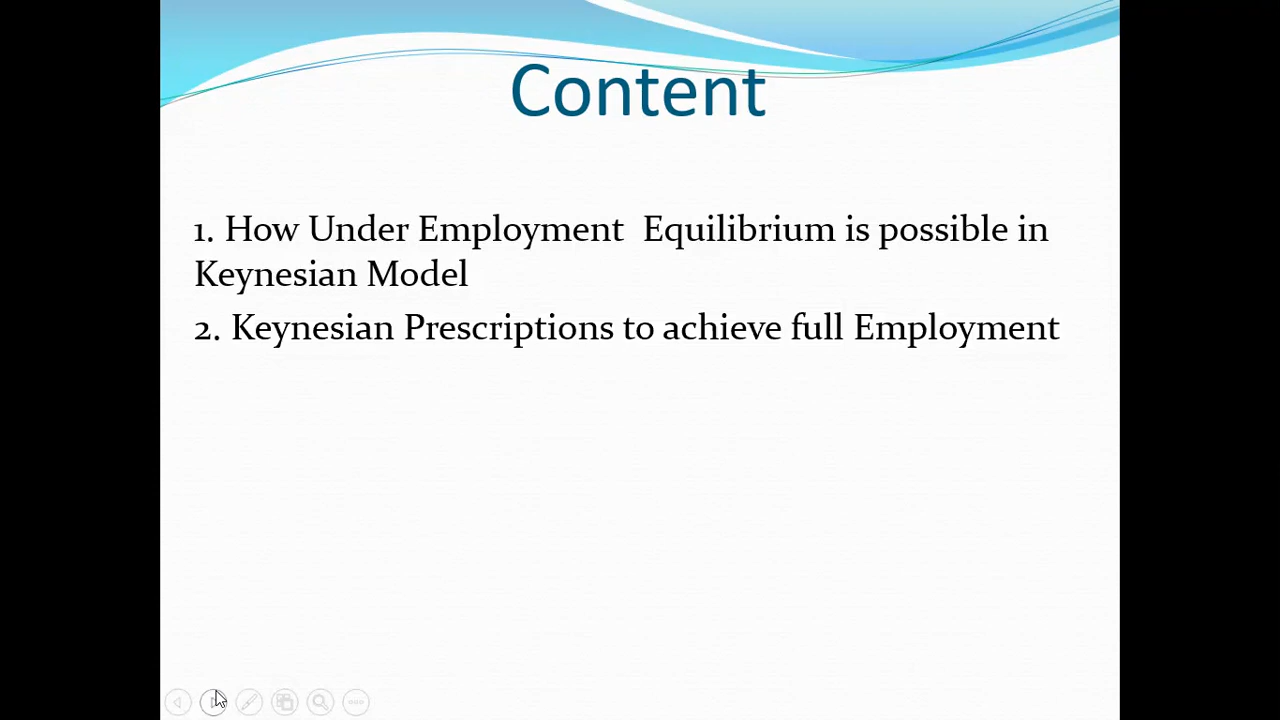 Content
1. How Under Employment  Equilibrium is possible in
Keynesian Model
2. Keynesian Prescriptions to achieve full Employment